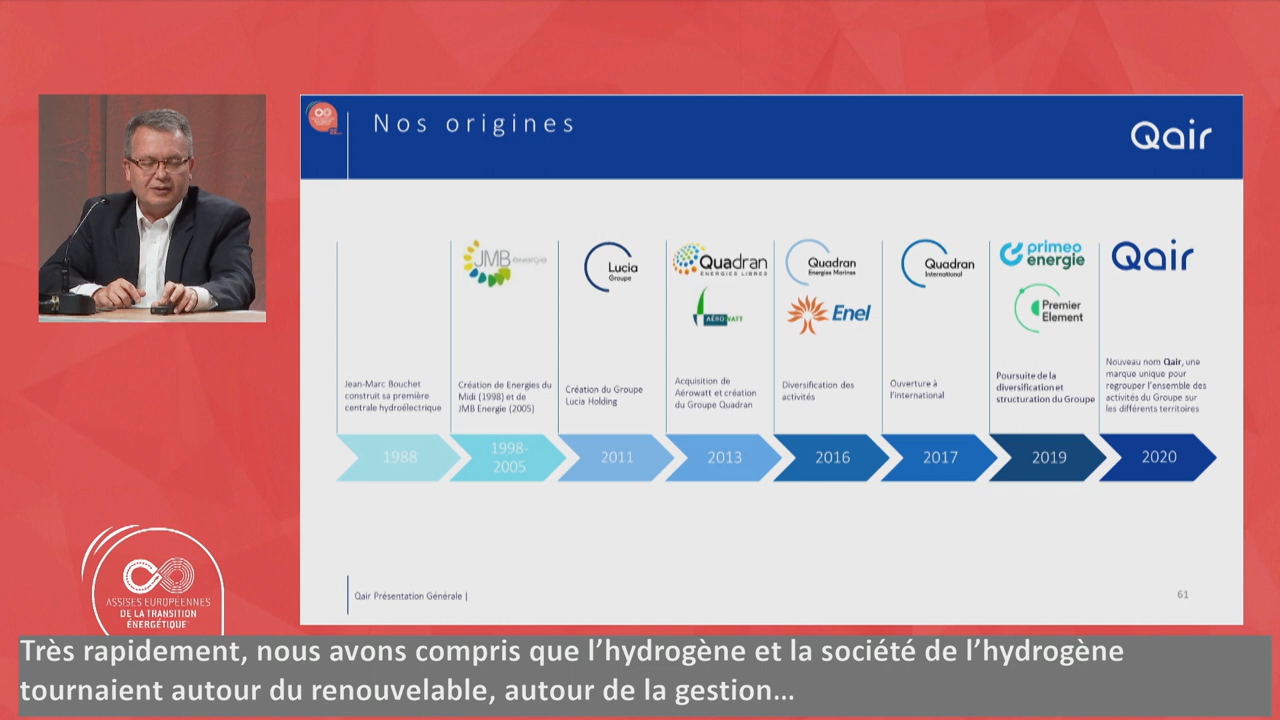 Nos origines
Qair
JMB énergie
Lucia
Groupe
Quadran
ENERGIES LIBRES
AÉROWATT
Quadran
Energies Marines
Enel
Quadran
International
primeo
energie
Premier
Element
Qair
Jean-Marc Bouchet
construit sa première
centrale hydroélectrique
Création de Energies du
Midi (1998) et de
JMB Energie (2005)
Création du Groupe
Lucia Holding
Acquisition de
Aérowatt et création
du Groupe Quadran
Diversification des
activités
Ouverture à
l'international
Poursuite de la
diversification et
structuration du Groupe
Nouveau nom Qair, une
marque unique pour
regrouper l'ensemble des
activités du Groupe sur
les différents territoires
1988
1998-
2005
2011
2013
2016
2017
2019
2020
Qair Présentation Générale |
61
ASSISES EUROPÉENNES
DE LA TRANSITION
ÉNERGÉTIQUE
Très rapidement, nous avons compris que l'hydrogène et la société de l'hydrogène
tournaient autour du renouvelable, autour de la gestion...